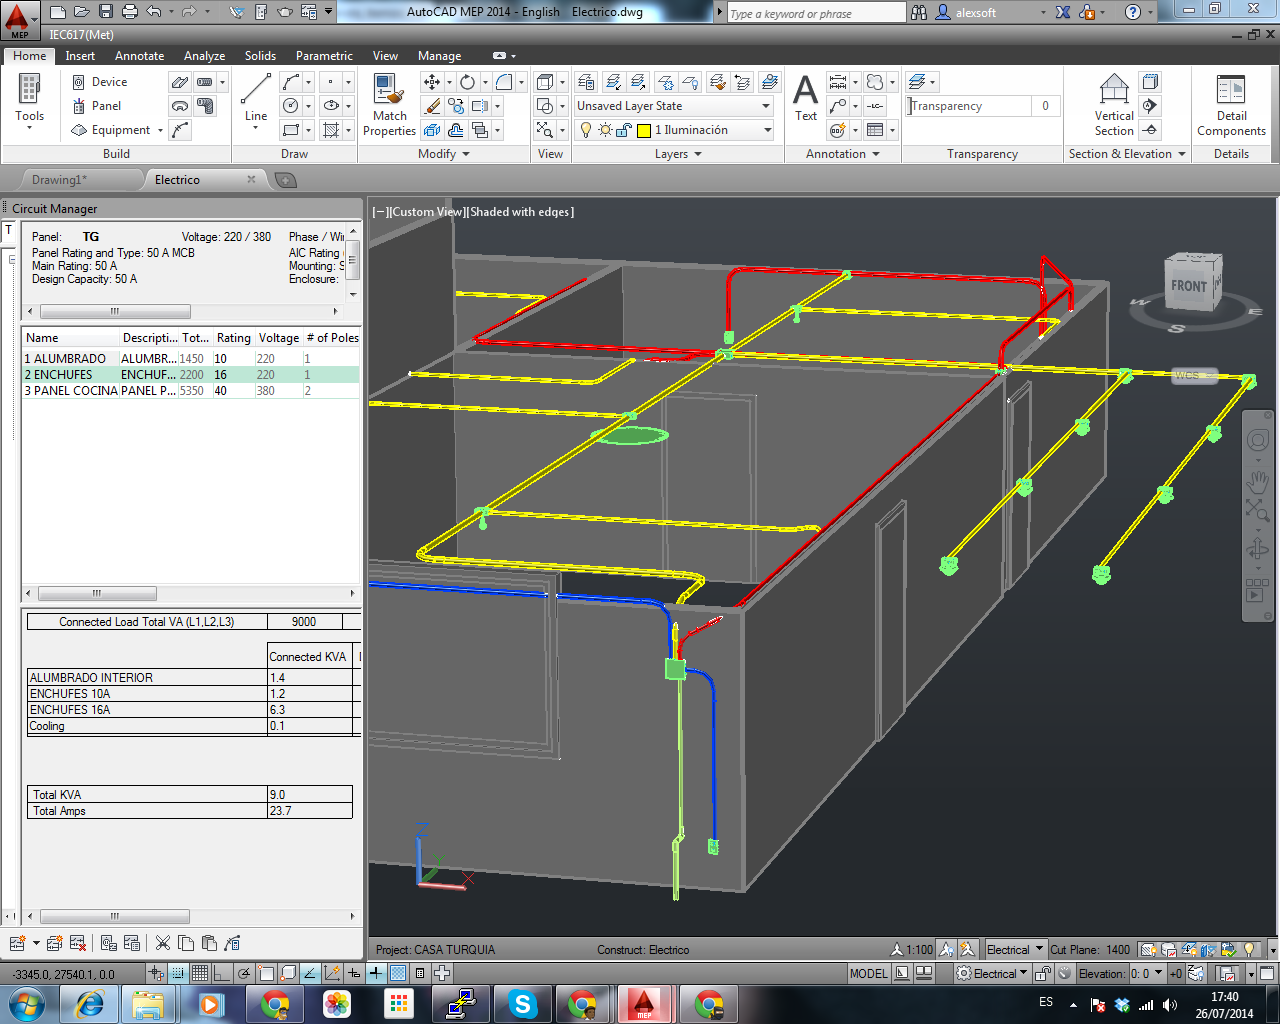 AutoCAD MEP 2014 - English Electrico.dwg
Type a keyword or phrase
alexsoft
MEP
IEC617(Met)
Home Insert Annotate Analyze Solids Parametric View Manage
Tools
Device
Panel
Equipment
Build
Line
Draw
Match
Properties
Modify
View
Unsaved Layer State
1 Iluminación
Layers
Text
Annotation
Transparency 0
Transparency
Vertical
Section
Section & Elevation
Detail
Components
Details
Drawing1*
Electrico
Circuit Manager
T
Panel: TG Voltage: 220 / 380 Phase / Wi
Panel Rating and Type: 50 A MCB AIC Rating
Main Rating: 50 A Mounting: S
Design Capacity: 50 A Enclosure:
Name Descripti... Tot... Rating Voltage # of Poles
1 ALUMBRADO ALUMBR... 1450 10 220 1
2 ENCHUFES ENCHUF... 2200 16 220 1
3 PANEL COCINA PANEL P... 5350 40 380 2
Connected Load Total VA (L1,L2,L3) 9000
Connected KVA
ALUMBRADO INTERIOR 1.4
ENCHUFES 10A 1.2
ENCHUFES 16A 6.3
Cooling 0.1
Total KVA 9.0
Total Amps 23.7
[−][Custom View][Shaded with edges]
FRONT
W
S
E
WCS
Z
X
Project: CASA TURQUIA Construct: Electrico 1:100 Electrical Cut Plane: 1400
-3345.0, 27540.1, 0.0 MODEL Electrical Elevation: 0: 0 +0
MEP
ES
17:40
26/07/2014